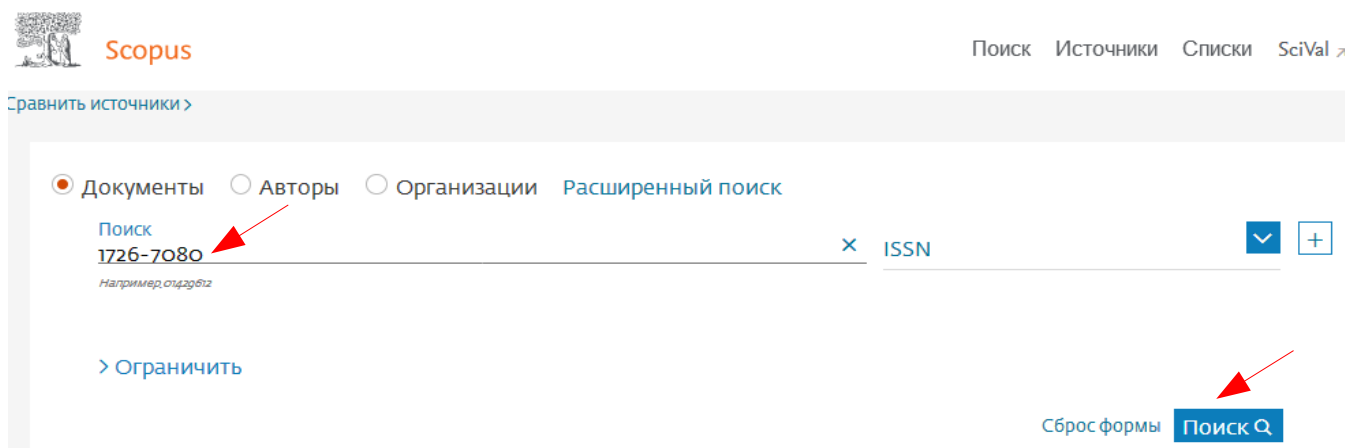 Scopus
Поиск Источники Списки SciVal
Сравнить источники >
Документы Авторы Организации Расширенный поиск
Поиск
1726-7080
ISSN
Например,01429612
> Ограничить
Сброс формы Поиск